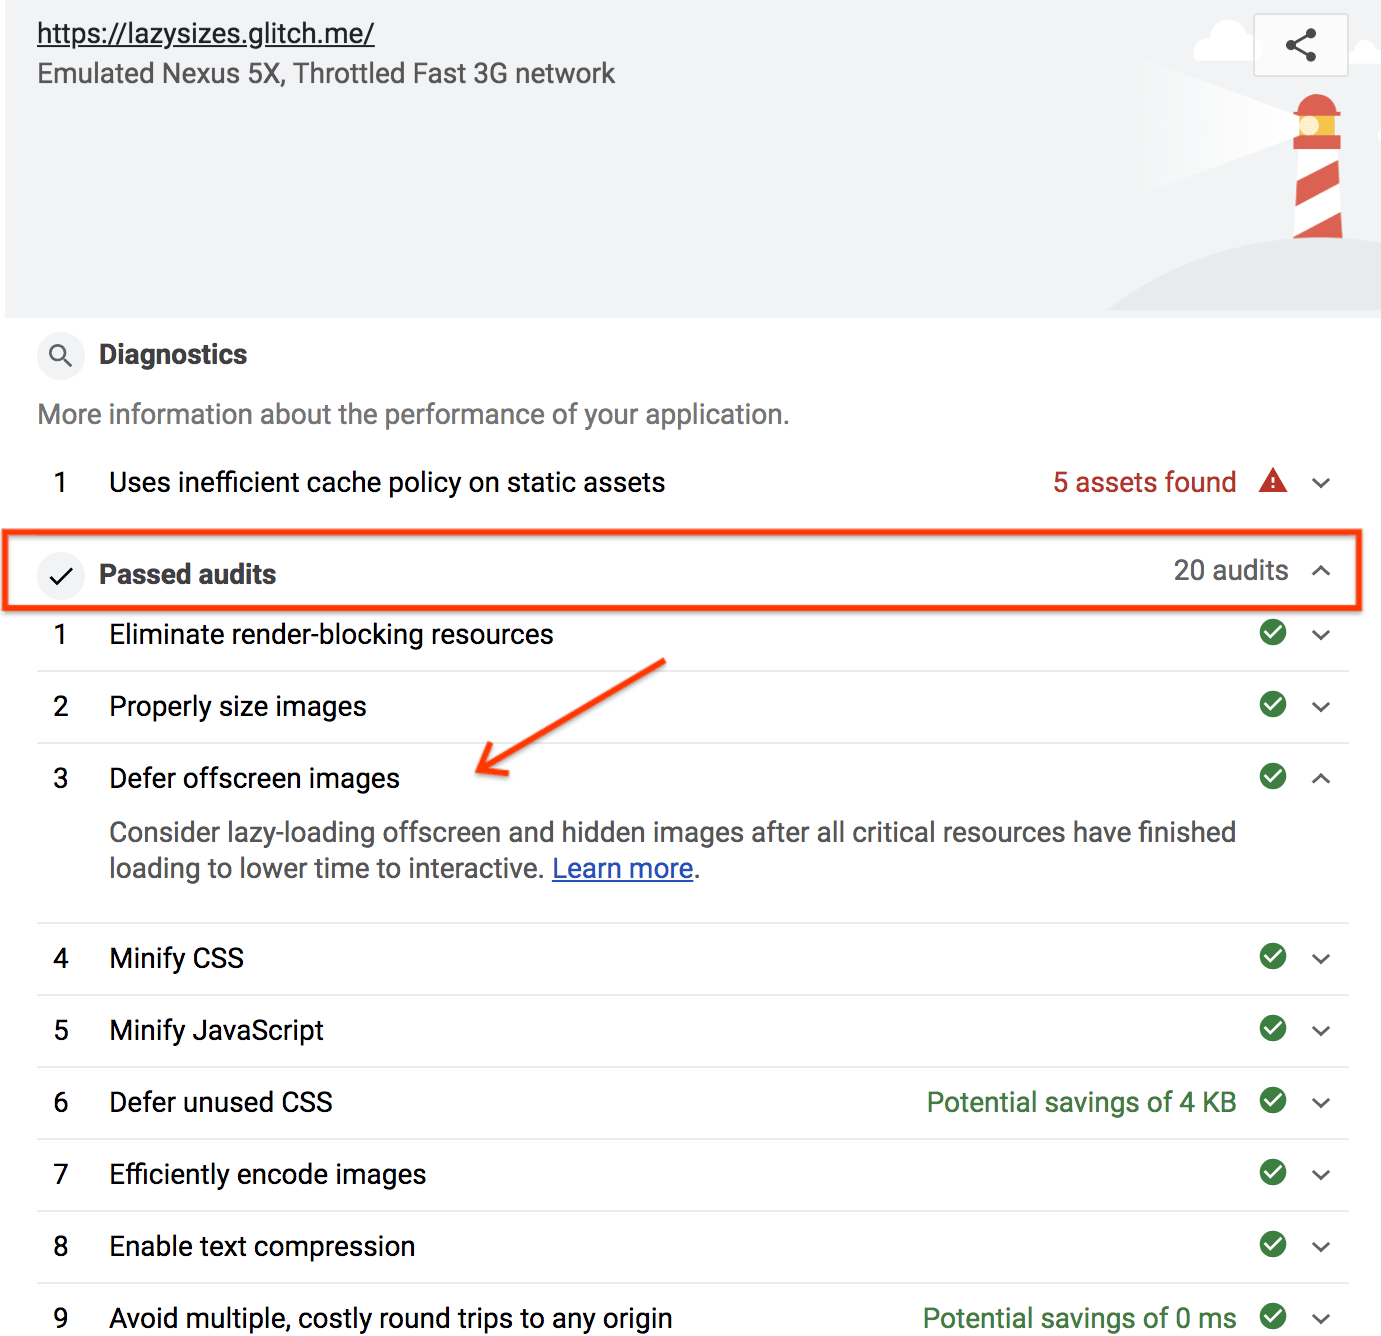 https://lazysizes.glitch.me/
Emulated Nexus 5X, Throttled Fast 3G network
Diagnostics
More information about the performance of your application.
1 Uses inefficient cache policy on static assets 5 assets found
Passed audits 20 audits
1 Eliminate render-blocking resources
2 Properly size images
3 Defer offscreen images
Consider lazy-loading offscreen and hidden images after all critical resources have finished
loading to lower time to interactive. Learn more.
4 Minify CSS
5 Minify JavaScript
6 Defer unused CSS Potential savings of 4 KB
7 Efficiently encode images
8 Enable text compression
9 Avoid multiple, costly round trips to any origin Potential savings of 0 ms